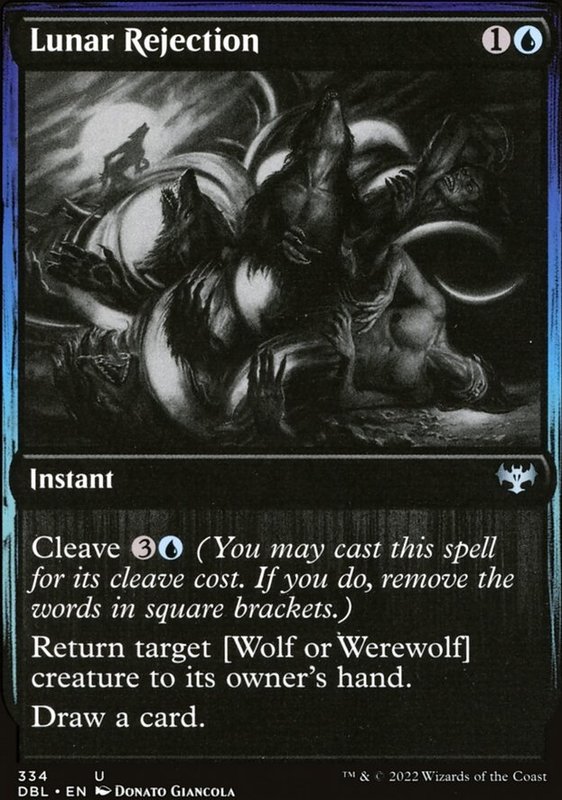 Lunar Rejection 1
Instant
Cleave 3 (You may cast this spell
for its cleave cost. If you do, remove the
words in square brackets.)
Return target [Wolf or Werewolf]
creature to its owner's hand.
Draw a card.
334 U
DBL • EN Donato Giancola
™ & © 2022 Wizards of the Coast